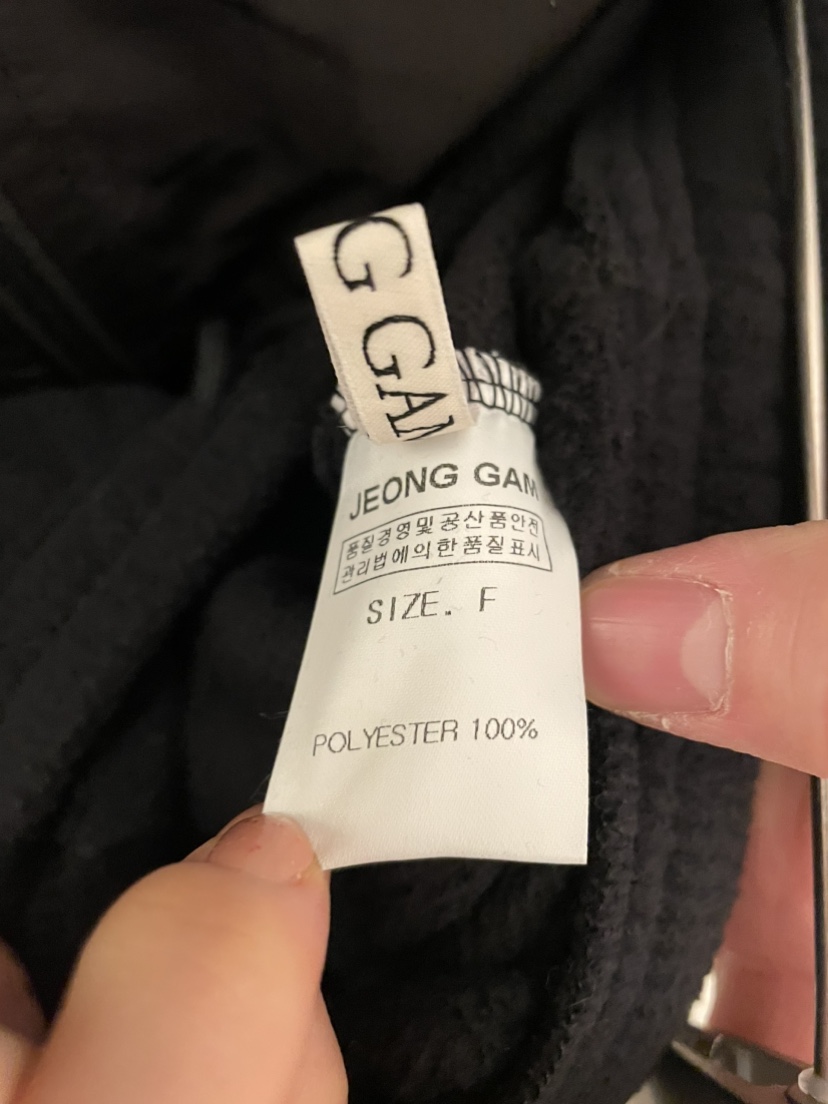 G GAM
JEONG GAM
품질경영및 공산품안전
관리법에의한 품질표시
SIZE. F
POLYESTER 100%